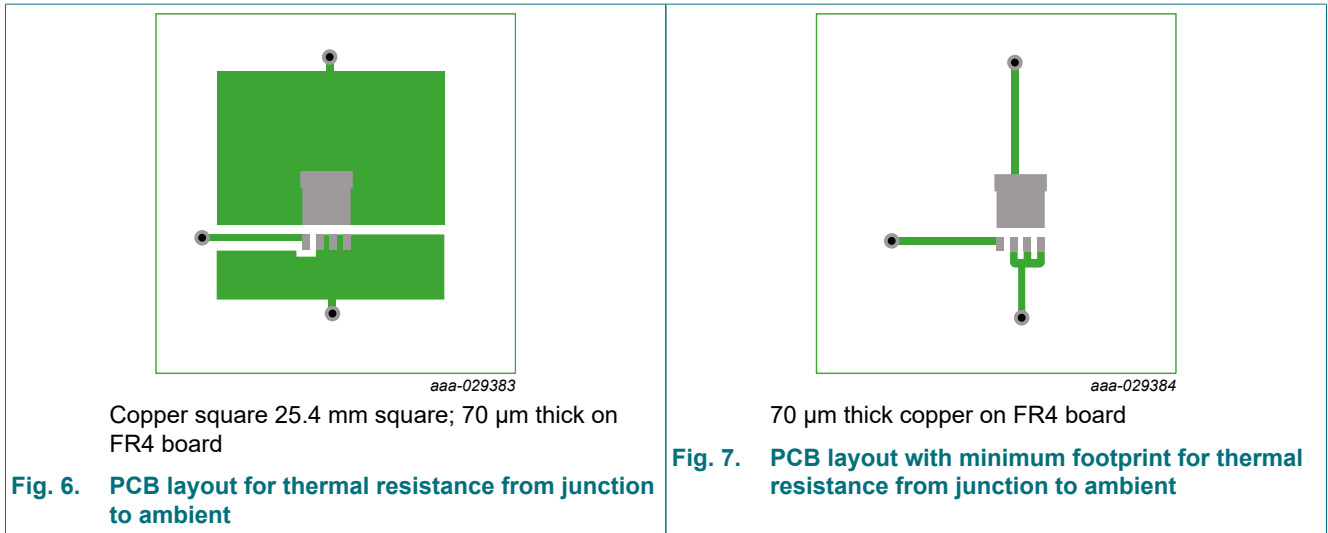 aaa-029383
Copper square 25.4 mm square; 70 µm thick on
FR4 board
Fig. 6. PCB layout for thermal resistance from junction
to ambient
aaa-029384
70 µm thick copper on FR4 board
Fig. 7. PCB layout with minimum footprint for thermal
resistance from junction to ambient